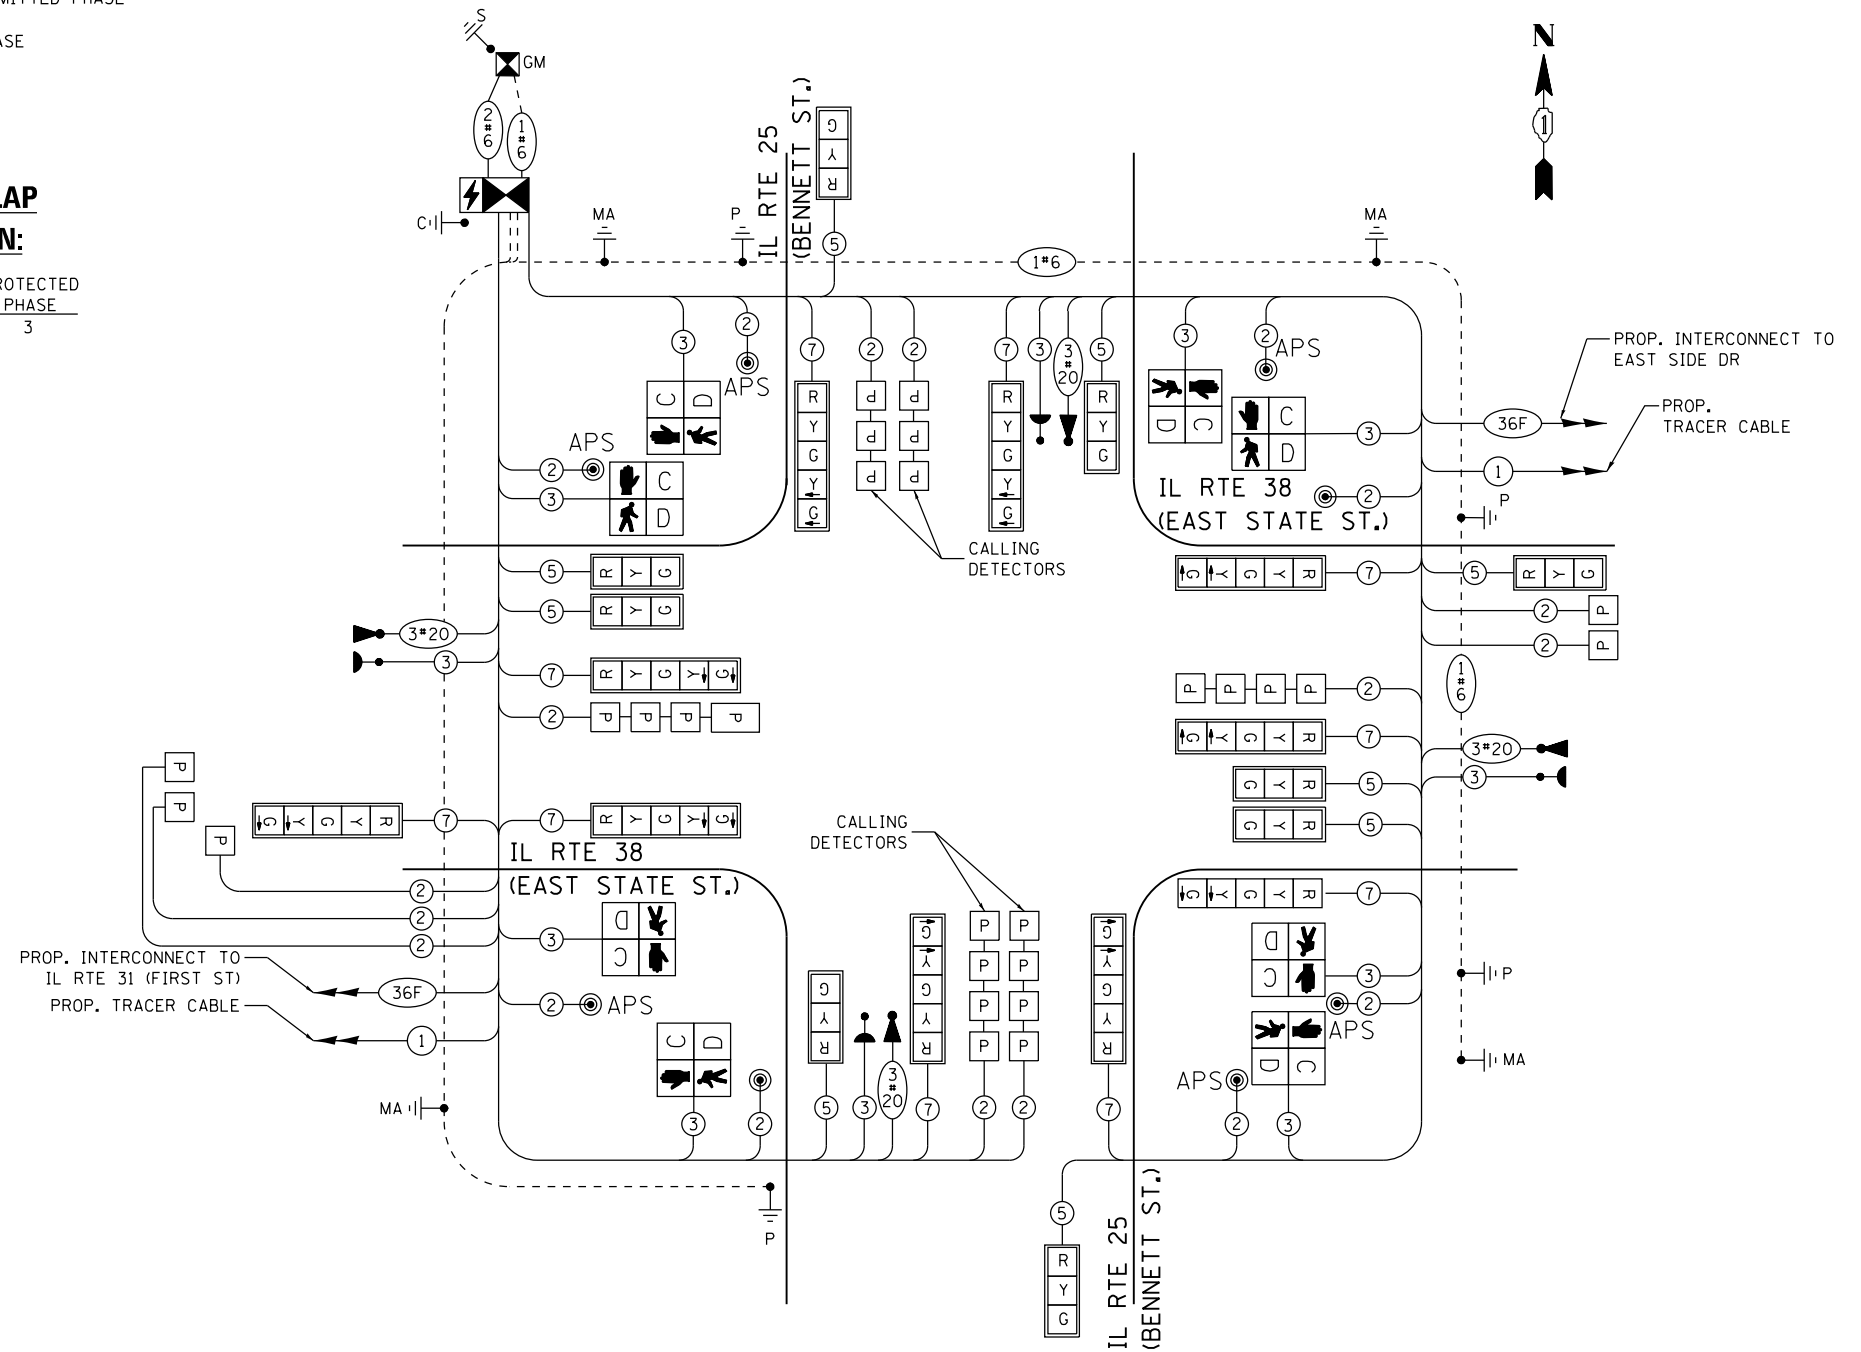 MITTED PHASE
ASE
LAP
N:
ROTECTED
PHASE
3
S
GM
2#6
1#6
C
MA
P
IL RTE 25
(BENNETT ST.)
G
Y
R
5
1#6
MA
N
1
3
2
APS
C D
7
R
Y
G
Y
G
2
P
P
P
2
P
P
P
7
R
Y
G
Y
G
3
3#20
5
R
Y
G
3
D C
2
APS
C
D
3
PROP. INTERCONNECT TO
EAST SIDE DR
36F
PROP.
TRACER CABLE
1
P
APS
2
3
C
D
CALLING
DETECTORS
IL RTE 38
(EAST STATE ST.)
2
5
R Y G
5
R Y G
3#20
3
7
R Y G Y G
2
P P P P
G Y G Y R
7
5
R Y G
2
P
2
P
1#6
P P P P
2
G Y G Y R
7
3#20
3
G Y R
5
G Y R
5
P
P
P
G Y G Y R
7
7
R Y G Y G
IL RTE 38
(EAST STATE ST.)
CALLING
DETECTORS
2
2
2
3
D
C
PROP. INTERCONNECT TO
IL RTE 31 (FIRST ST)
36F
PROP. TRACER CABLE
1
2
APS
C D
3
2
MA
P
G
Y
R
5
3
3#20
G
Y
G
Y
R
7
P
P
P
P
2
P
P
P
P
2
G
Y
G
Y
R
7
G Y G Y R
7
D
C
3
2
APS
D C
APS
2
3
P
MA
5
R
Y
G
IL RTE 25
(BENNETT ST.)